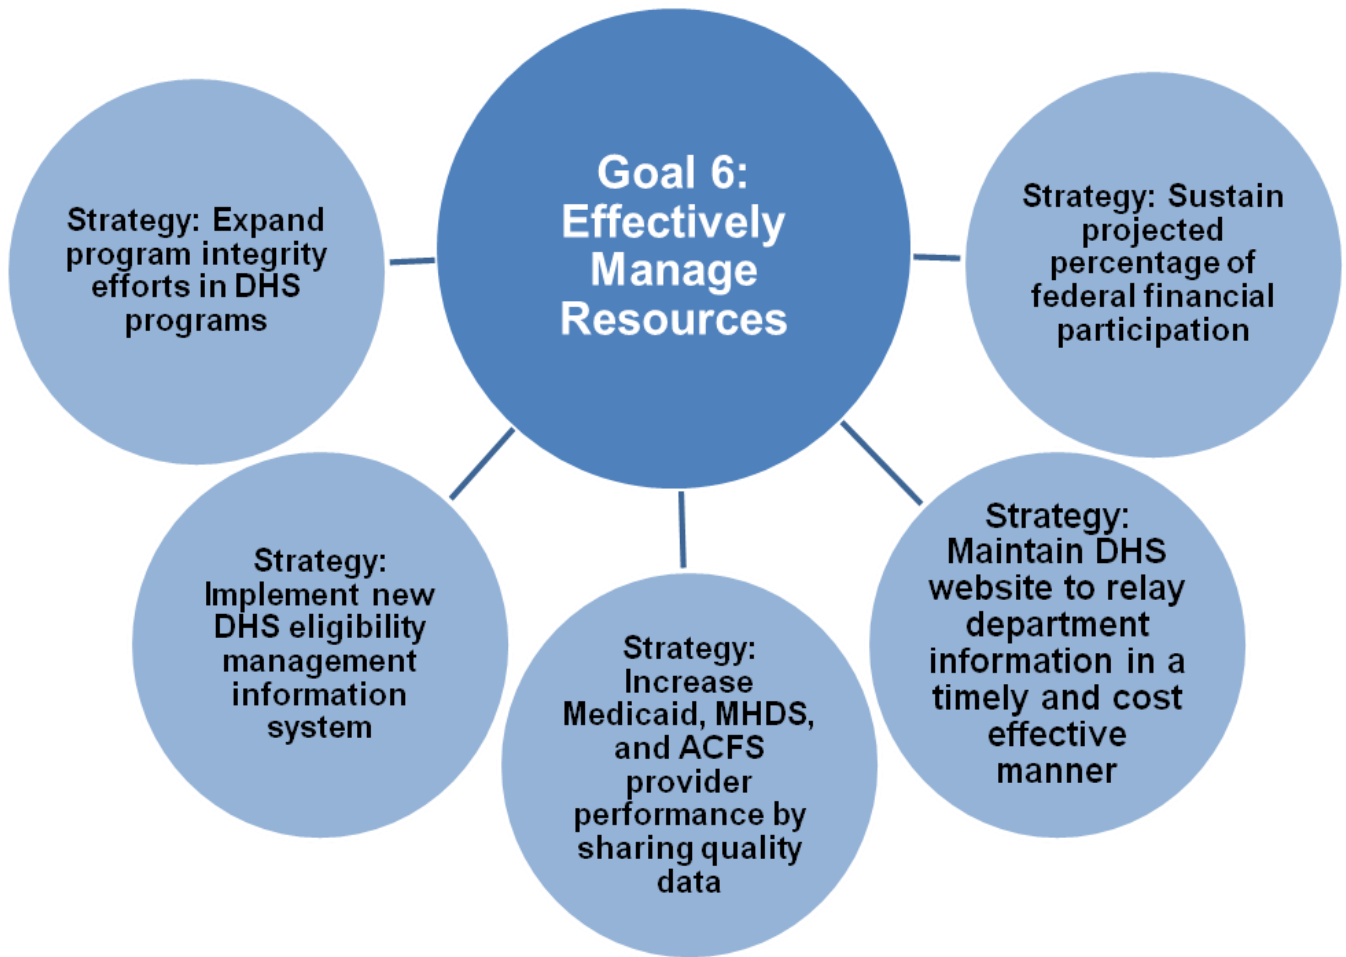 Goal 6:
Effectively
Manage
Resources
Strategy: Expand
program integrity
efforts in DHS
programs
Strategy:
Implement new
DHS eligibility
management
information
system
Strategy:
Increase
Medicaid, MHDS,
and ACFS
provider
performance by
sharing quality
data
Strategy:
Maintain DHS
website to relay
department
information in a
timely and cost
effective
manner
Strategy: Sustain
projected
percentage of
federal financial
participation